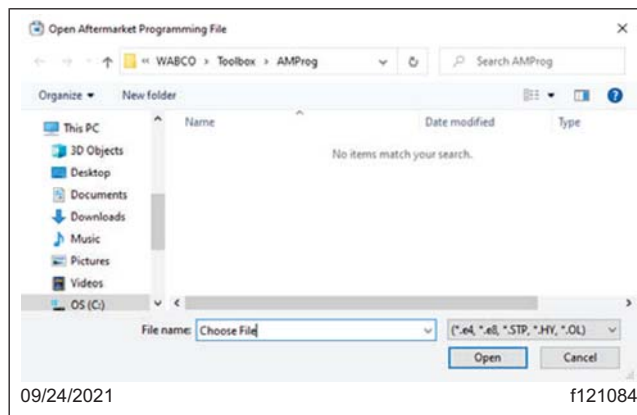 Open Aftermarket Programming File
« WABCO > Toolbox > AMProg
Search AMProg
Organize
New folder
This PC
3D Objects
Desktop
Documents
Downloads
Music
Pictures
Videos
OS (C:)
Name
Date modified
Type
No items match your search.
File name: Choose File
(*.e4, *.e8, *.STP, *.HY, *.OL)
Open
Cancel
09/24/2021
f121084